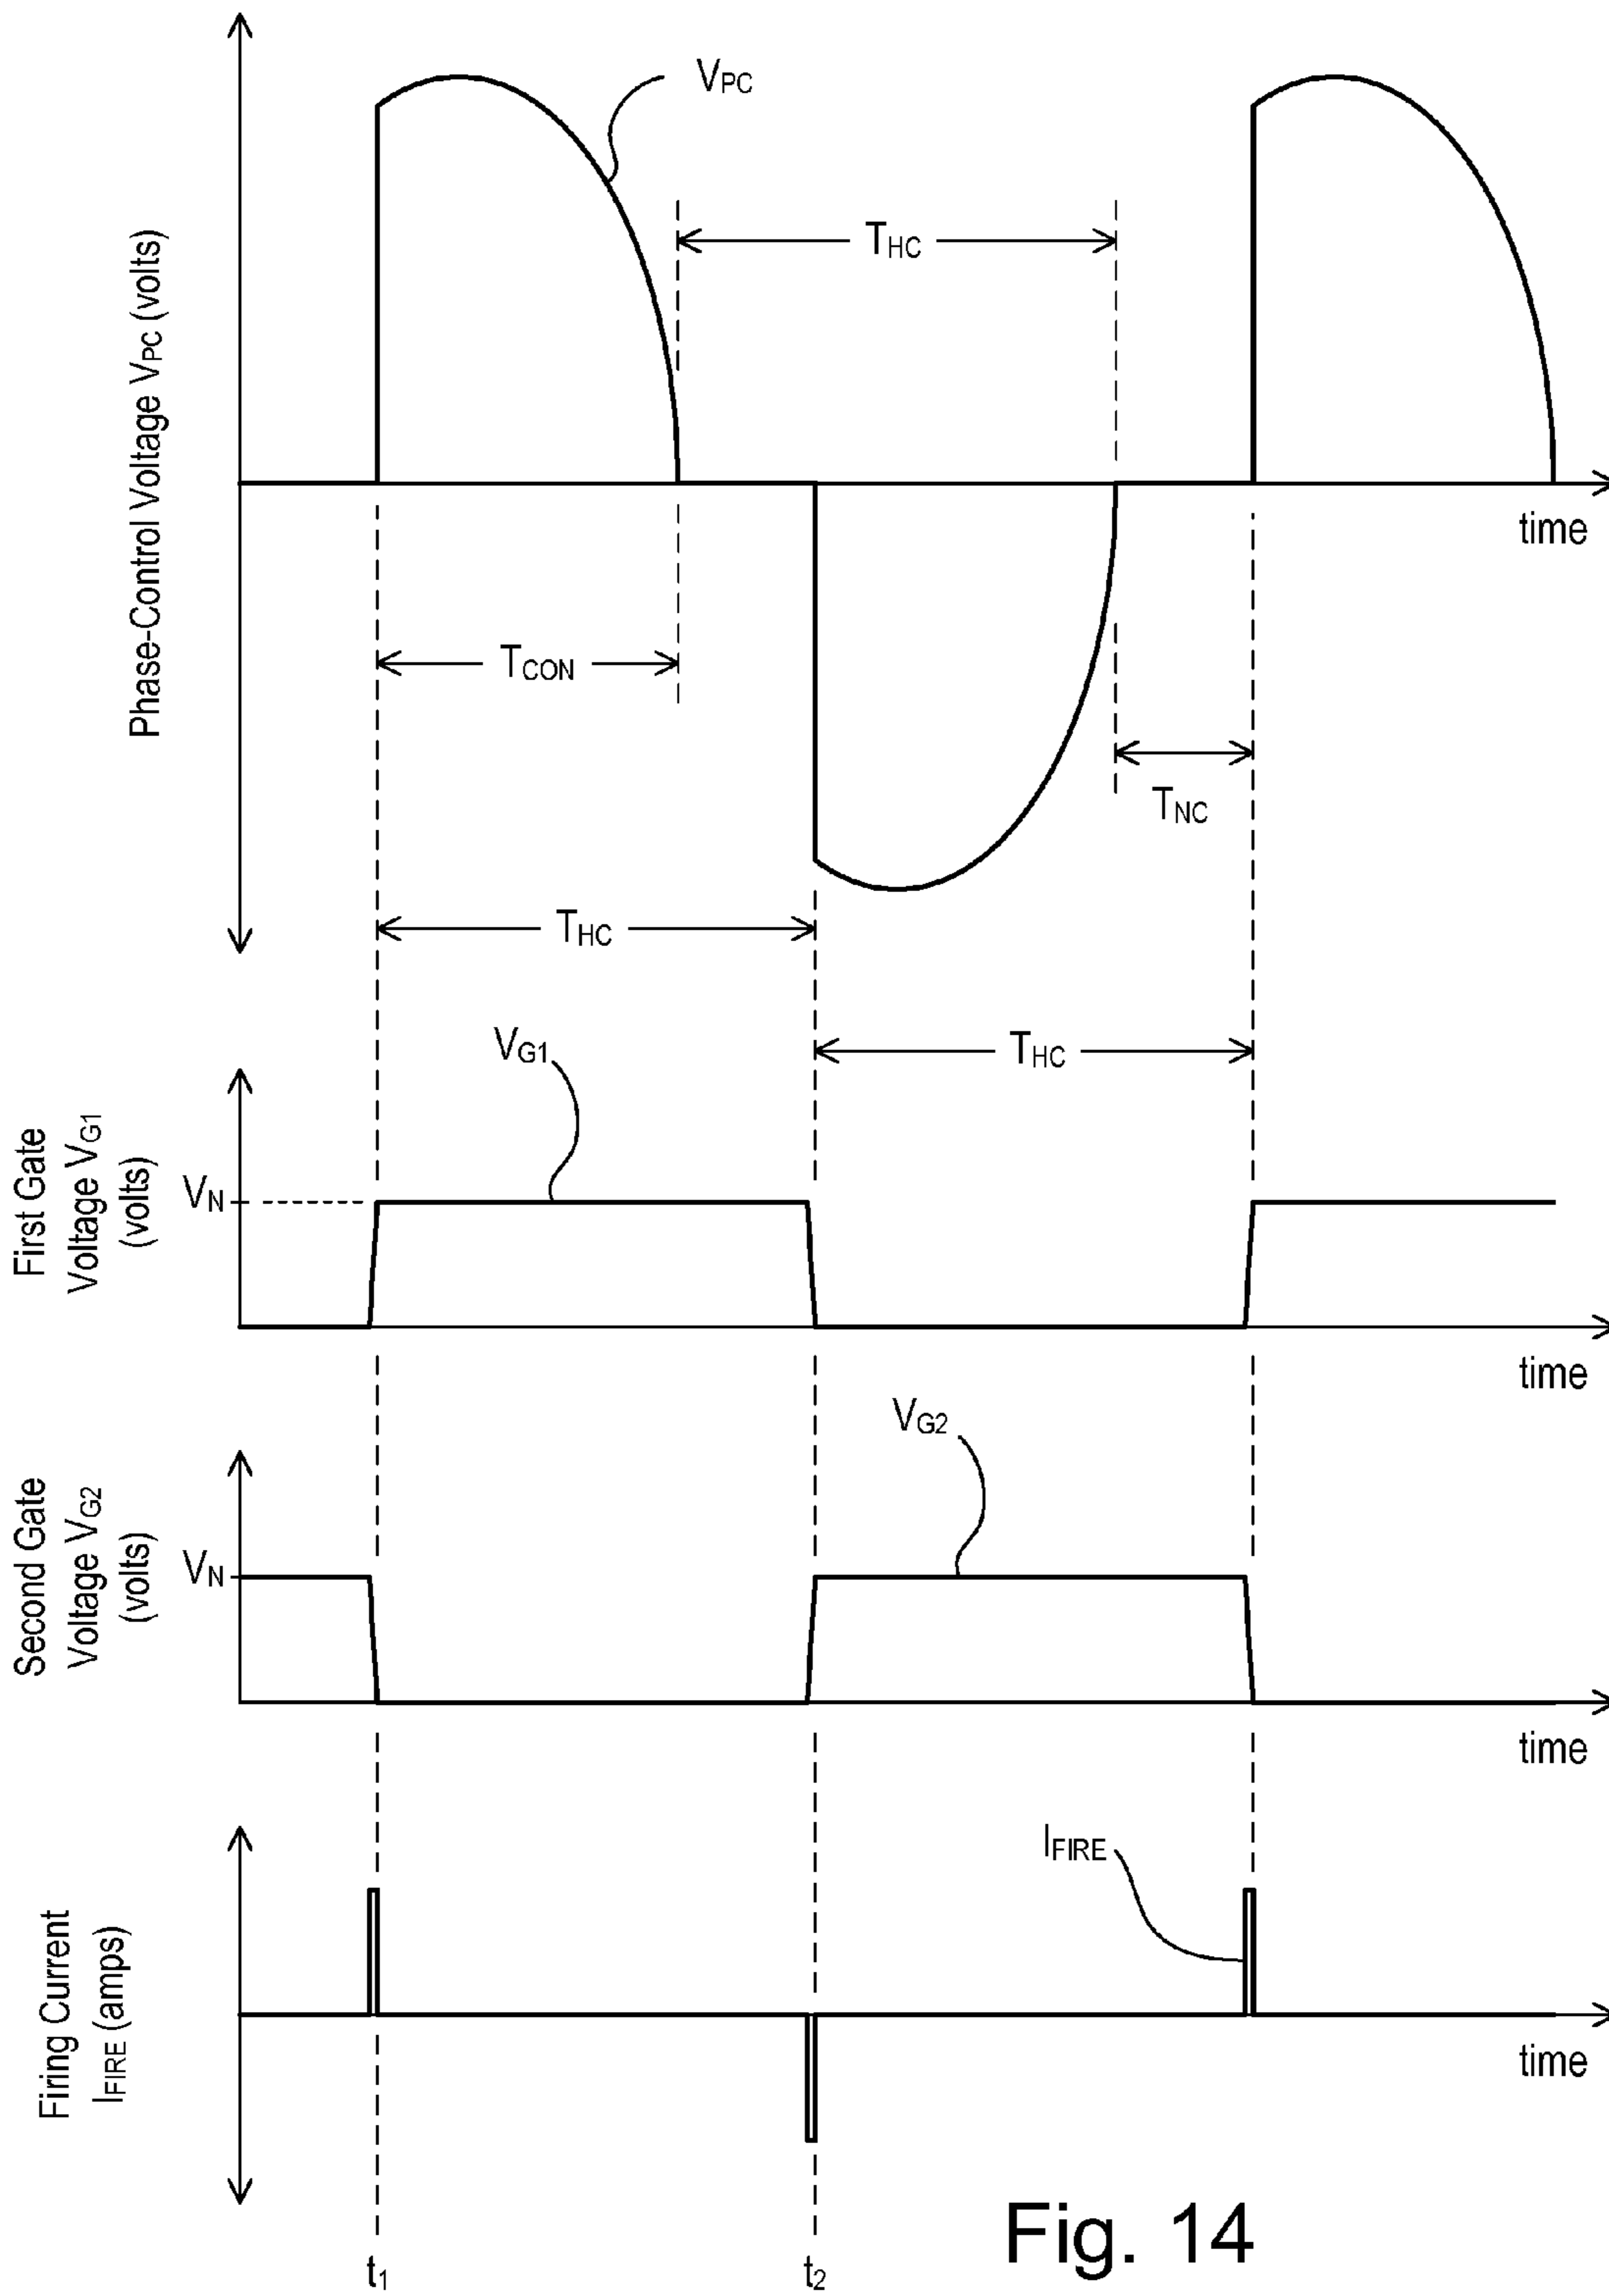 Phase-Control Voltage VPC (volts)
VPC
THC
time
TCON
TNC
THC
THC
First Gate
Voltage VG1
(volts)
VG1
VN
time
Second Gate
Voltage VG2
(volts)
VG2
VN
time
Firing Current
IFIRE (amps)
IFIRE
time
t1
t2
Fig. 14